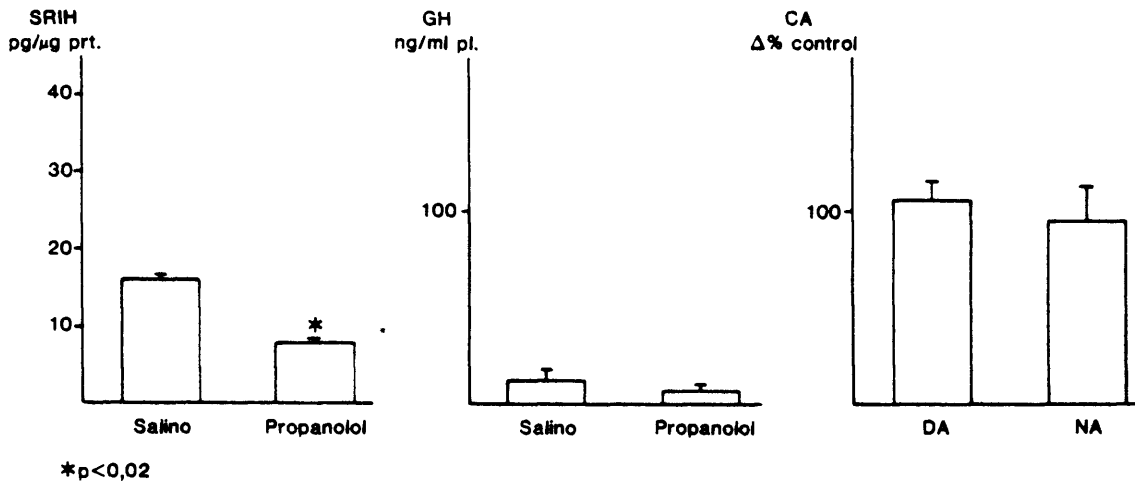 SRIH
pg/μg prt.
40
30
20
10
*
Salino
Propanolol
GH
ng/ml pl.
100
Salino
Propanolol
CA
Δ% control
100
DA
NA
*p<0,02